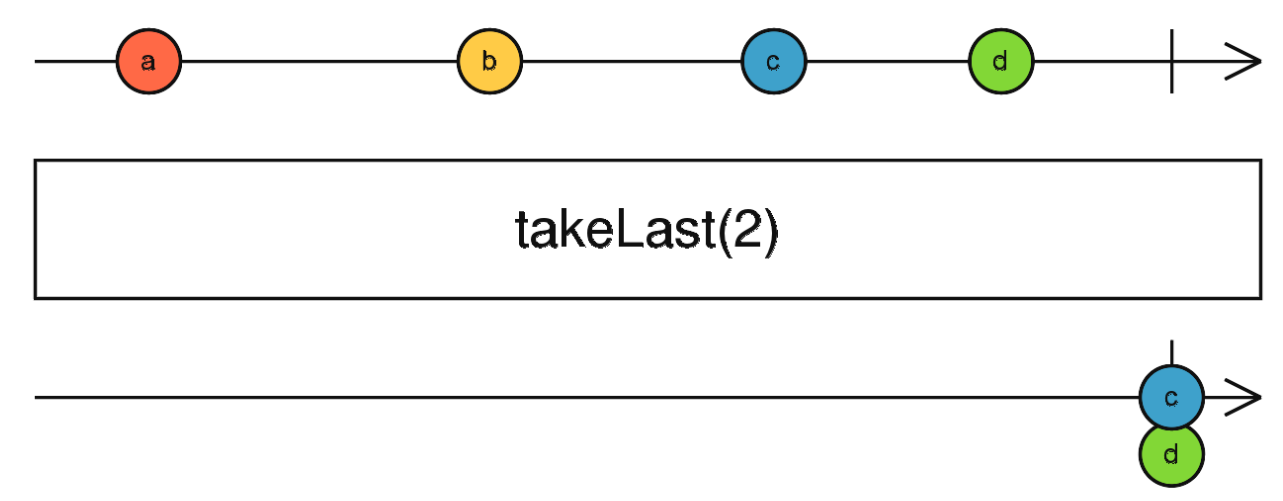 a b c d
takeLast(2)
c
d